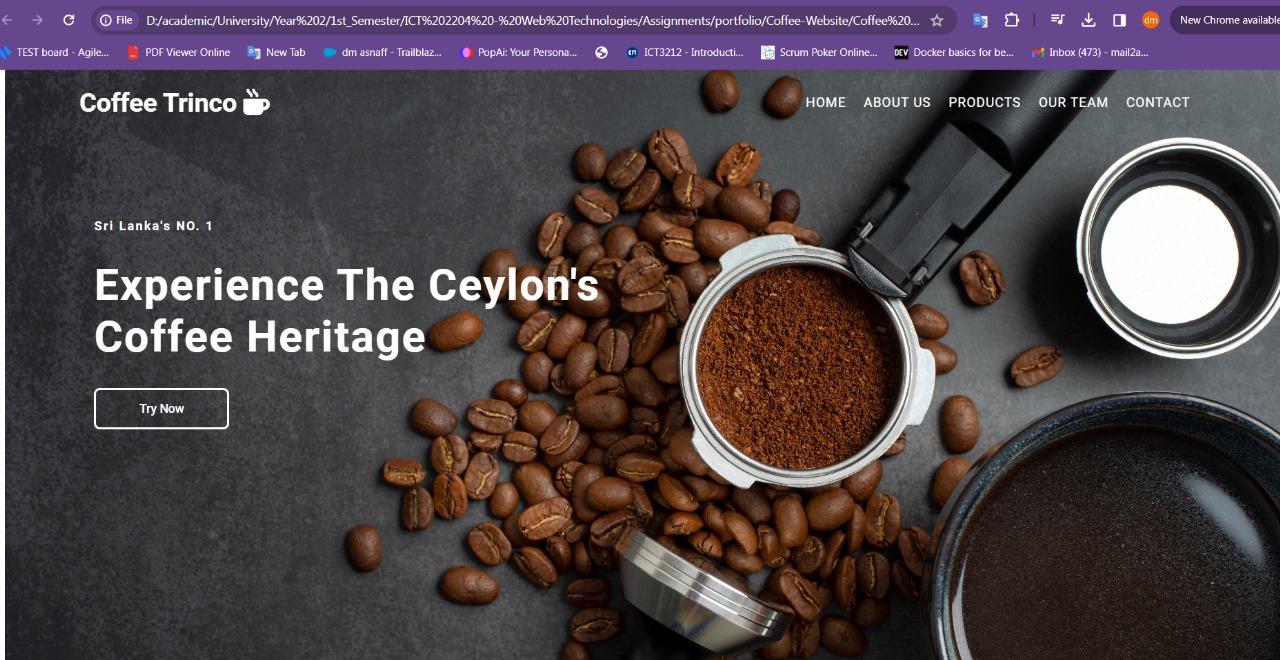 File
D:/academic/University/Year%202/1st_Semester/ICT%202204%20-%20Web%20Technologies/Assignments/portfolio/Coffee-Website/Coffee%20...
dm
New Chrome available
TEST board - Agile...
PDF Viewer Online
New Tab
dm asnaff - Trailblaz...
PopAi: Your Persona...
ICT3212 - Introducti...
Scrum Poker Online...
DEV
Docker basics for be...
Inbox (473) - mail2a...
Coffee Trinco
HOME ABOUT US PRODUCTS OUR TEAM CONTACT
Sri Lanka's NO. 1
Experience The Ceylon's
Coffee Heritage
Try Now